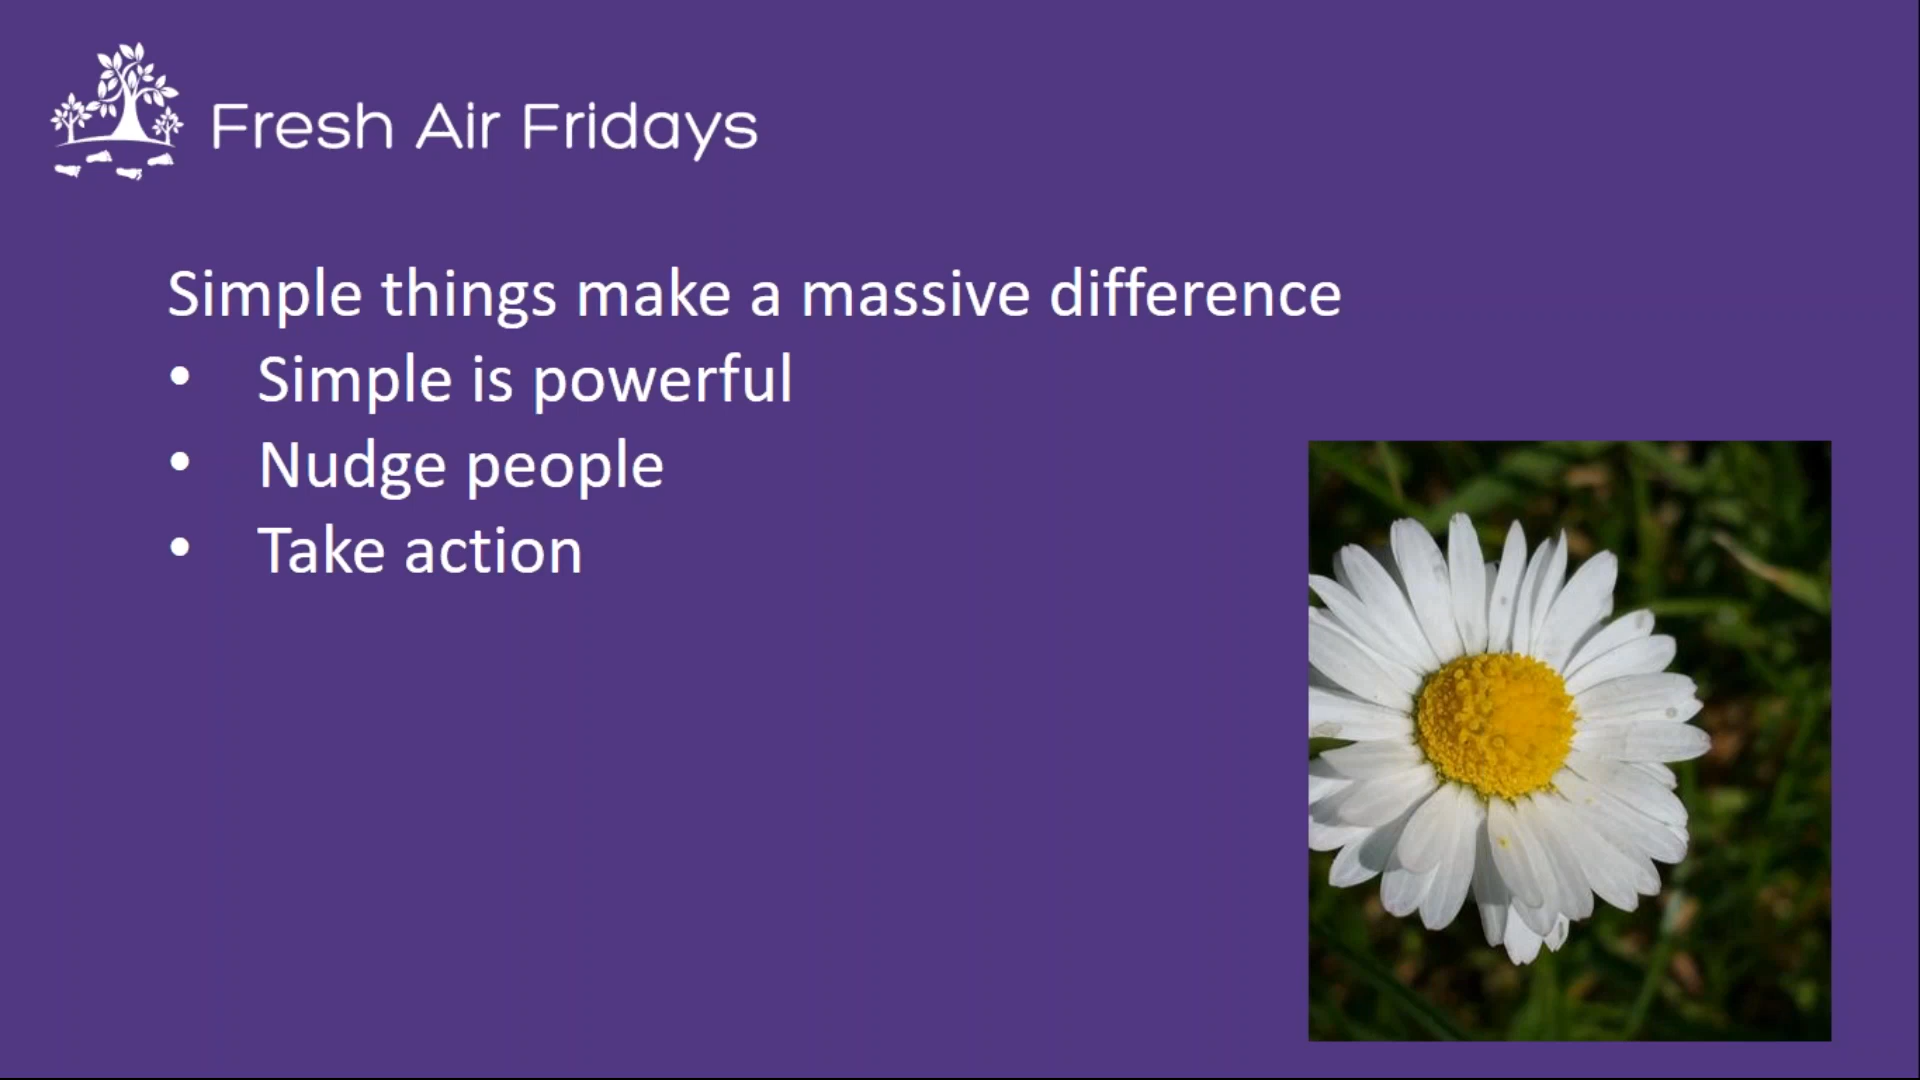 Fresh Air Fridays
Simple things make a massive difference
• Simple is powerful
• Nudge people
• Take action